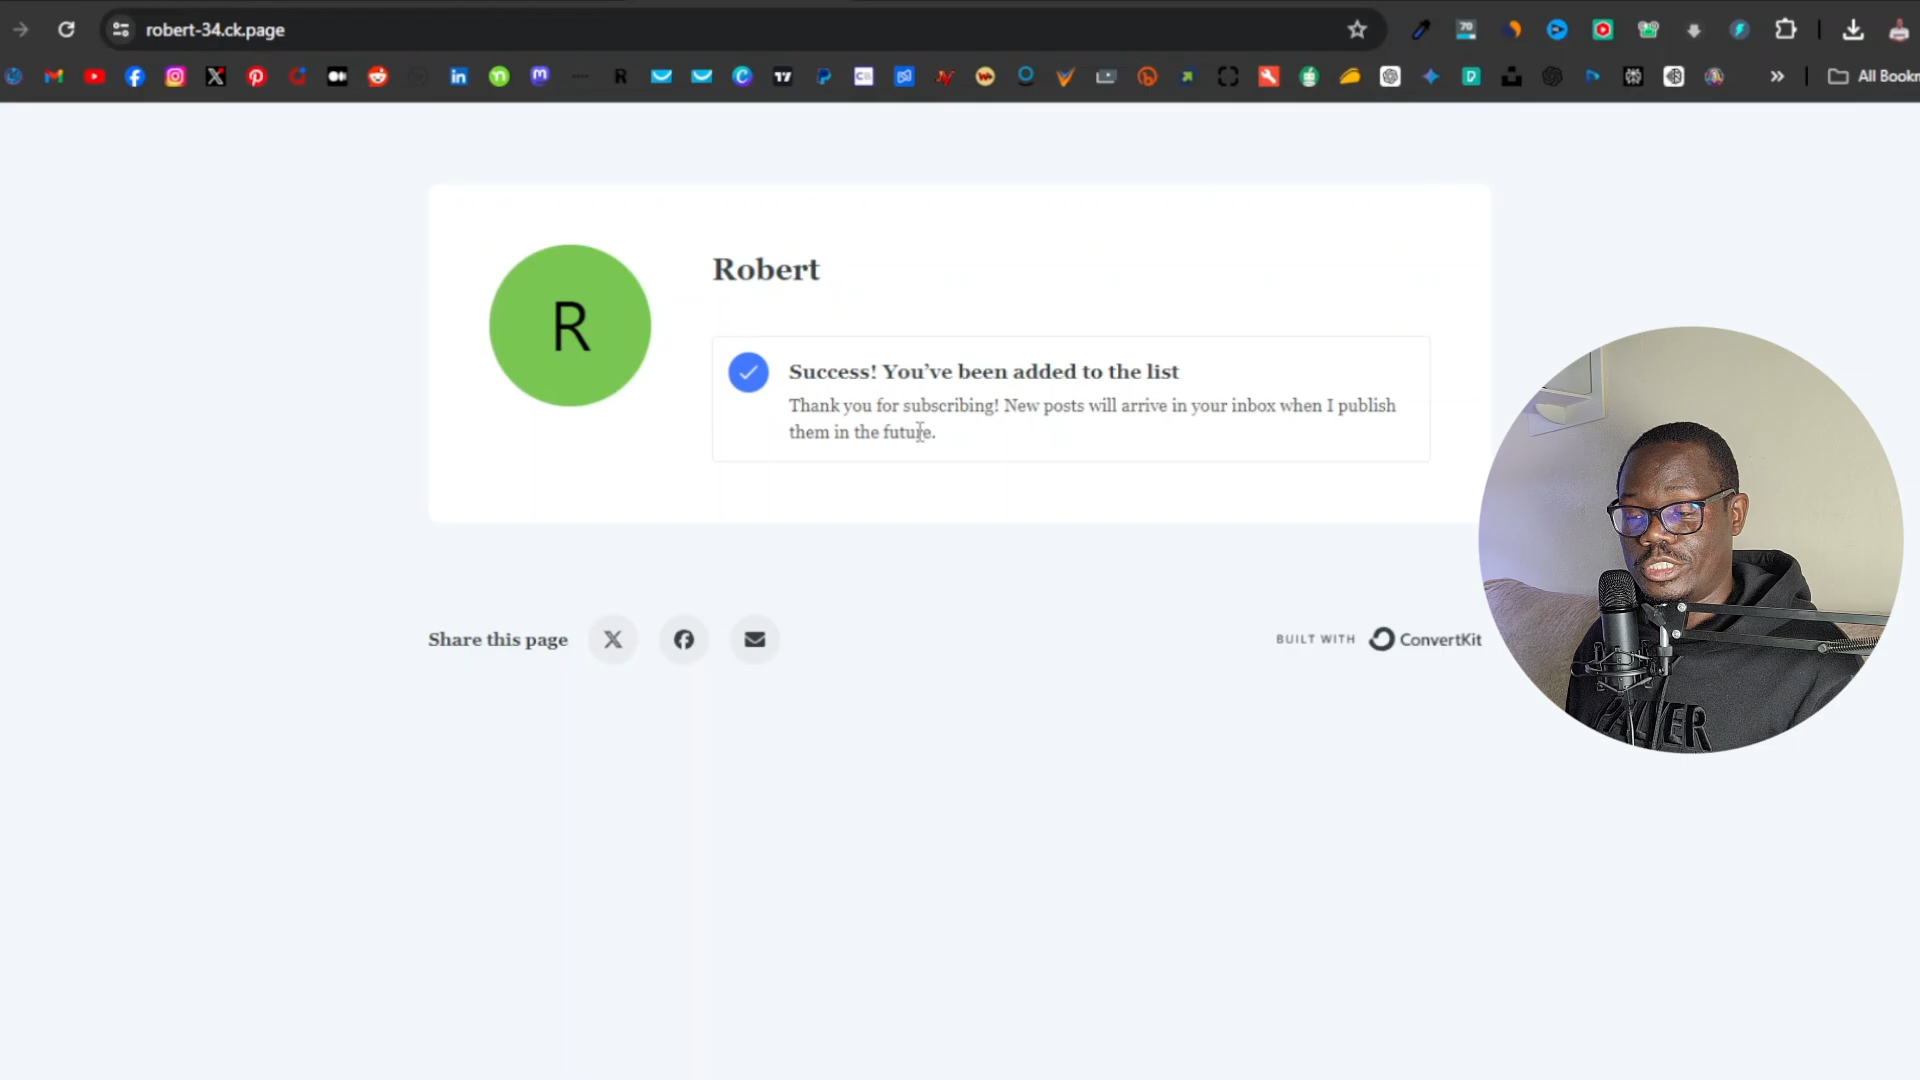 robert-34.ck.page
70
All Bookm
Robert
R
Success! You've been added to the list
Thank you for subscribing! New posts will arrive in your inbox when I publish
them in the future.
Share this page
BUILT WITH ConvertKit